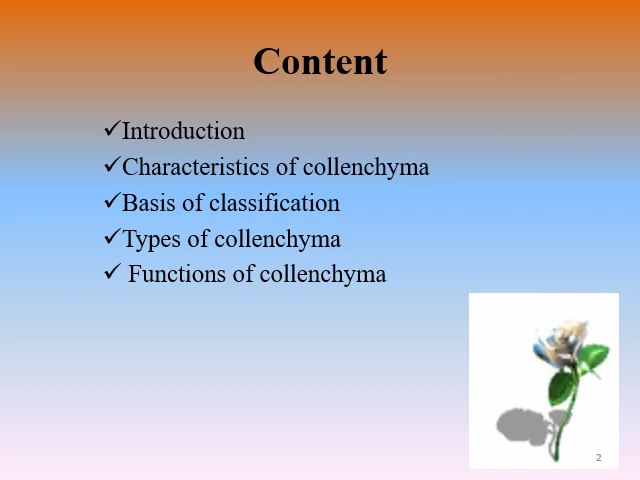 Content
✓Introduction
✓Characteristics of collenchyma
✓Basis of classification
✓Types of collenchyma
✓ Functions of collenchyma
2